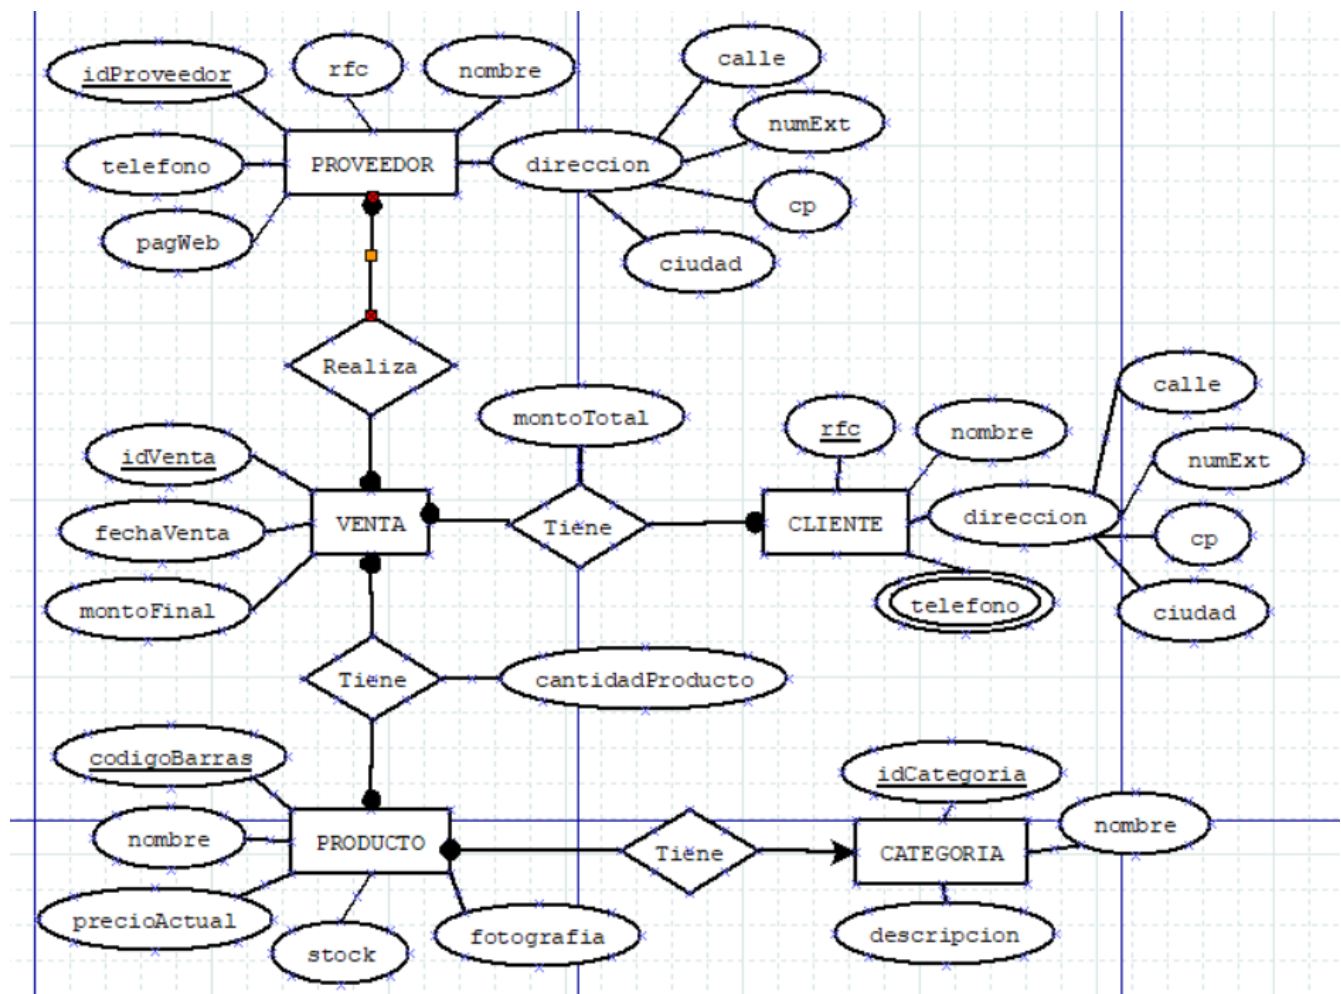 idProveedor
rfc
nombre
calle
numExt
telefono
PROVEEDOR
direccion
cp
pagWeb
ciudad
Realiza
calle
montoTotal
rfc
nombre
idVenta
numExt
fechaVenta
VENTA
Tiene
CLIENTE
direccion
cp
montoFinal
telefono
ciudad
Tiene
cantidadProducto
codigoBarras
idCategoria
nombre
nombre
PRODUCTO
Tiene
CATEGORIA
precioActual
stock
fotografia
descripcion